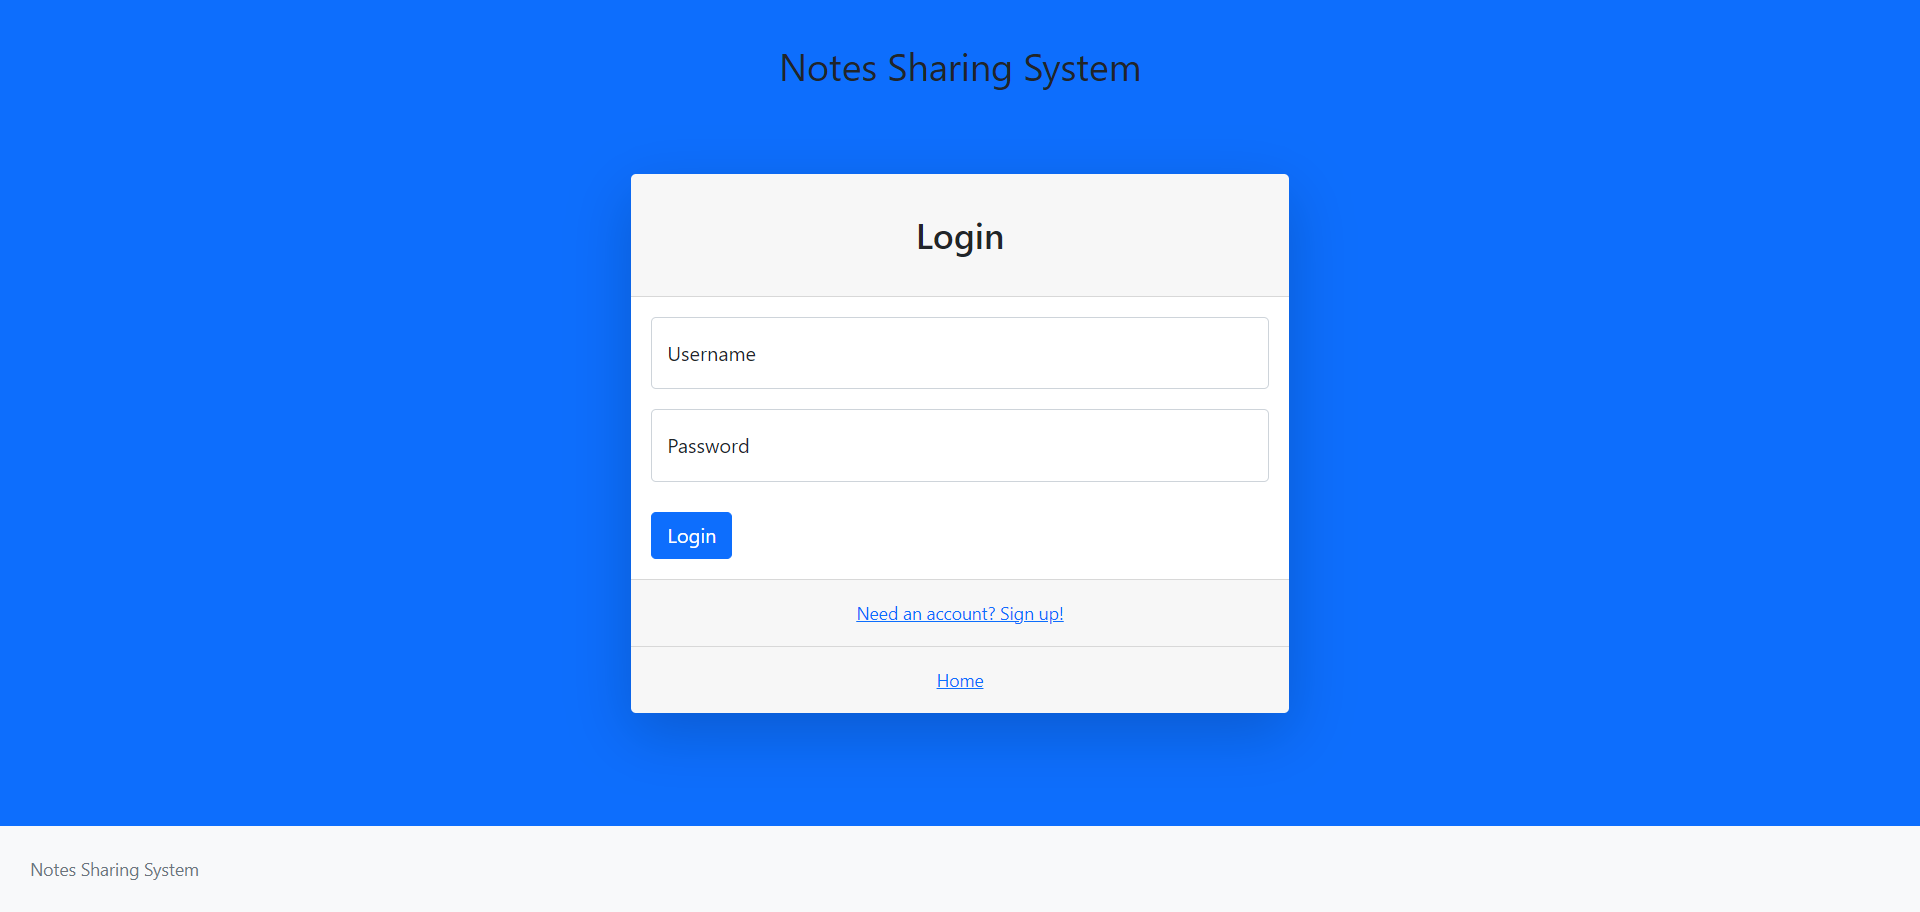 Notes Sharing System
Login
Username
Password
Login
Need an account? Sign up!
Home
Notes Sharing System